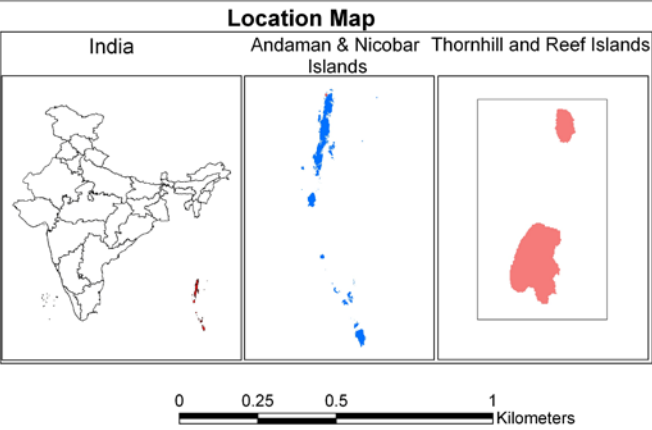 Location Map
India
Andaman & Nicobar
Islands
Thornhill and Reef Islands
0 0.25 0.5 1
Kilometers